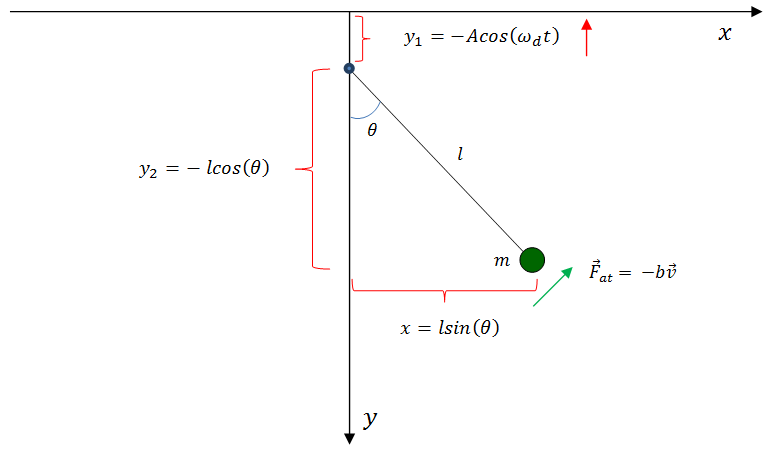 y₁ = −Acos(ω_d t)
x
θ
l
y₂ = − lcos(θ)
m
F⃗_at = −bv⃗
x = lsin(θ)
y